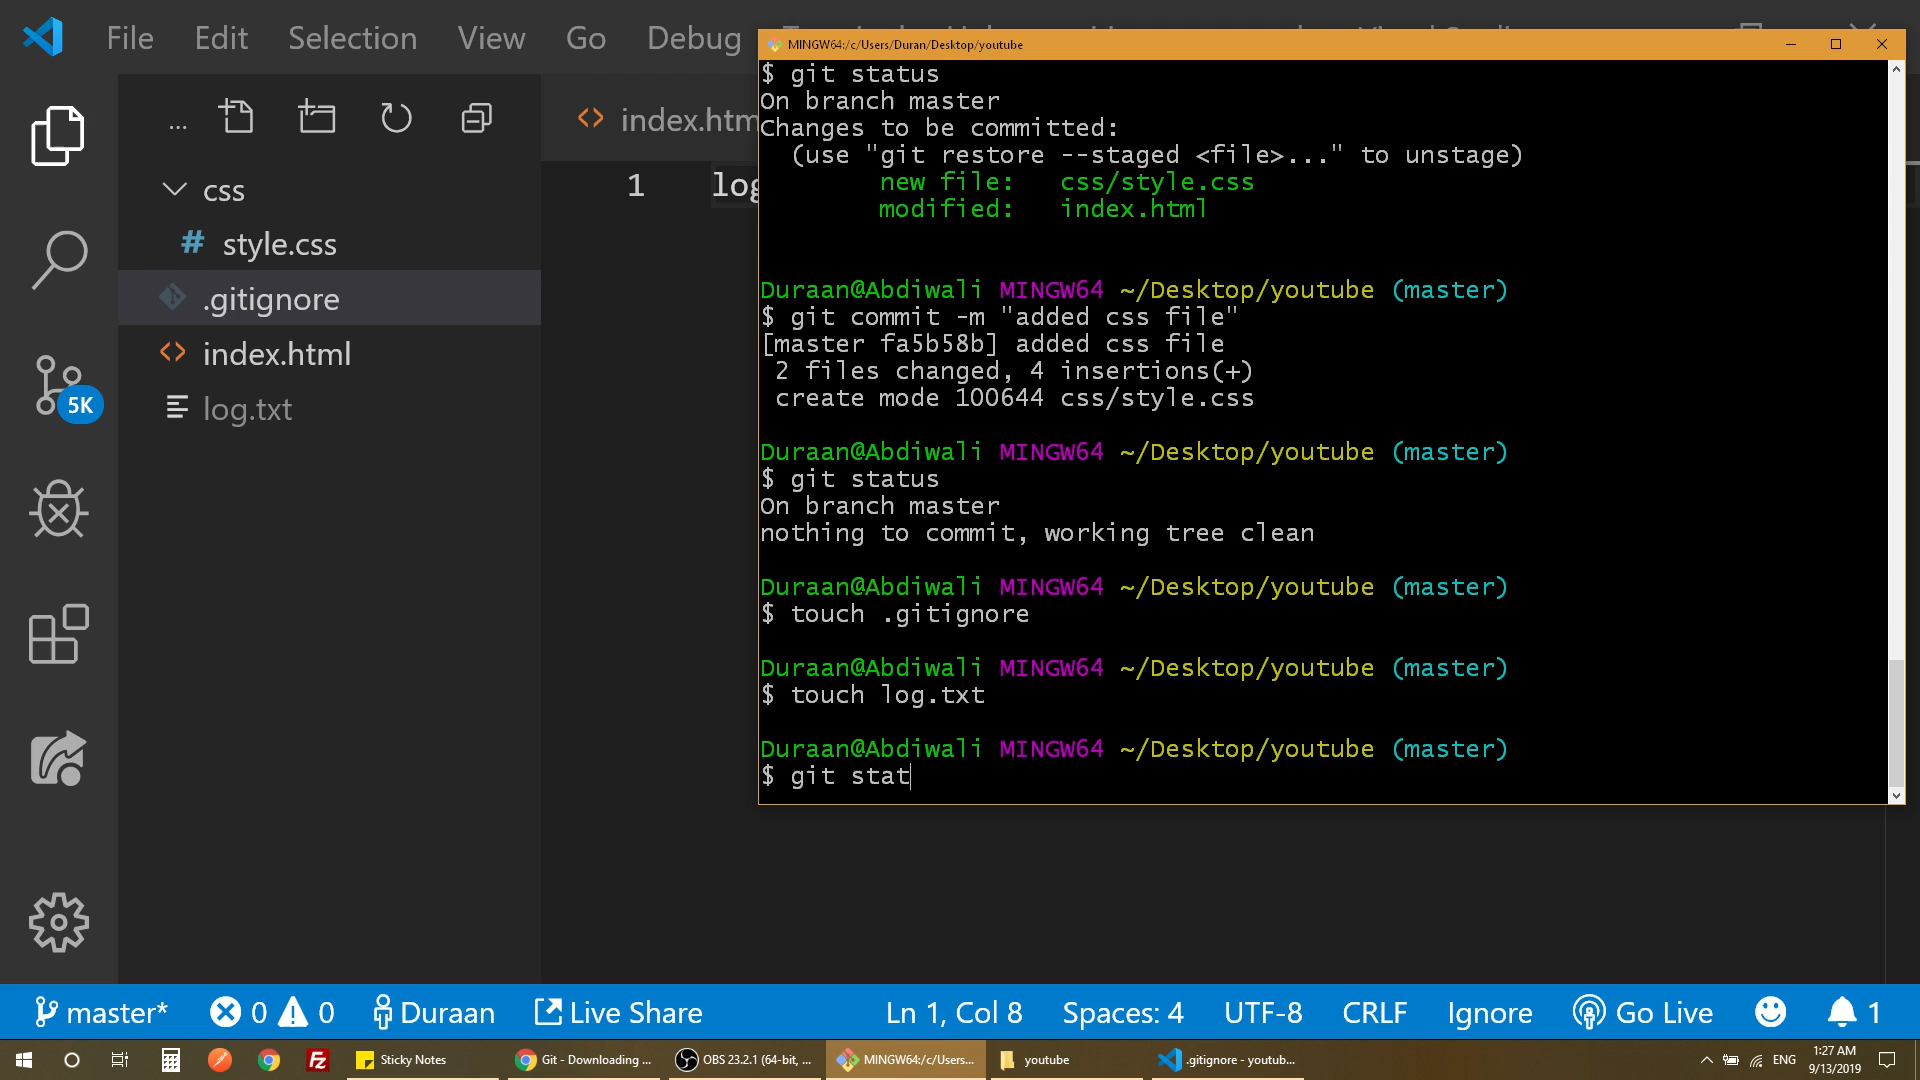 File Edit Selection View Go Debug
MINGW64:/c/Users/Duran/Desktop/youtube
...
css
style.css
.gitignore
index.html
log.txt
5K
index.htm
1 log
$ git status
On branch master
Changes to be committed:
(use "git restore --staged <file>..." to unstage)
new file: css/style.css
modified: index.html
Duraan@Abdiwali MINGW64 ~/Desktop/youtube (master)
$ git commit -m "added css file"
[master fa5b58b] added css file
2 files changed, 4 insertions(+)
create mode 100644 css/style.css
Duraan@Abdiwali MINGW64 ~/Desktop/youtube (master)
$ git status
On branch master
nothing to commit, working tree clean
Duraan@Abdiwali MINGW64 ~/Desktop/youtube (master)
$ touch .gitignore
Duraan@Abdiwali MINGW64 ~/Desktop/youtube (master)
$ touch log.txt
Duraan@Abdiwali MINGW64 ~/Desktop/youtube (master)
$ git stat
master* 0 0 Duraan Live Share Ln 1, Col 8 Spaces: 4 UTF-8 CRLF Ignore Go Live 1
Sticky Notes Git - Downloading ... OBS 23.2.1 (64-bit, ... MINGW64:/c/Users... youtube .gitignore - youtub... ENG 1:27 AM
9/13/2019